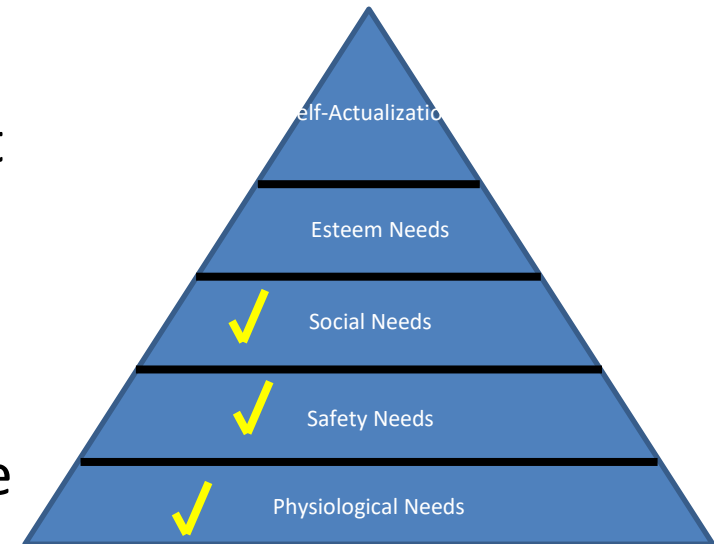 elf-Actualizatio
t
Esteem Needs
Social Needs
Safety Needs
e
Physiological Needs